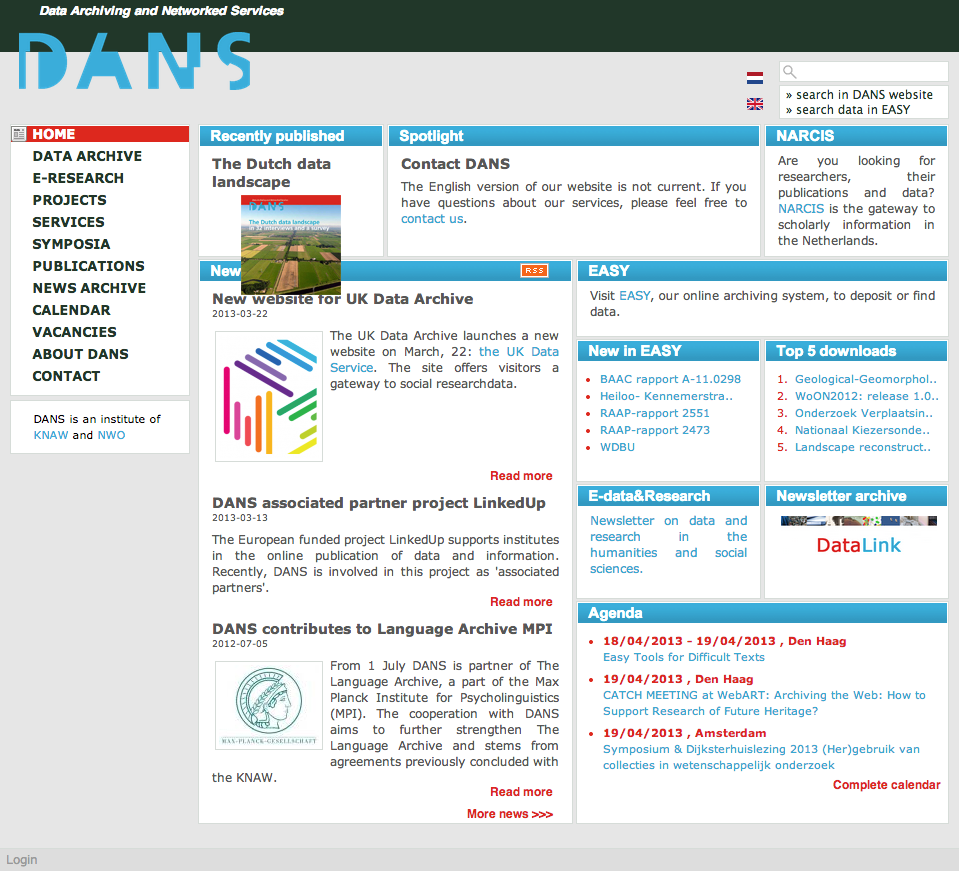 Data Archiving and Networked Services
DANS
» search in DANS website
» search data in EASY
HOME
DATA ARCHIVE
E-RESEARCH
PROJECTS
SERVICES
SYMPOSIA
PUBLICATIONS
NEWS ARCHIVE
CALENDAR
VACANCIES
ABOUT DANS
CONTACT
DANS is an institute of
KNAW and NWO
Recently published
The Dutch data
landscape
DANS
The Dutch data landscape
in 32 interviews and a survey
Spotlight
Contact DANS
The English version of our website is not current. If you
have questions about our services, please feel free to
contact us.
NARCIS
Are you looking for
researchers, their
publications and data?
NARCIS is the gateway to
scholarly information in
the Netherlands.
New
RSS
New website for UK Data Archive
2013-03-22
The UK Data Archive launches a new
website on March, 22: the UK Data
Service. The site offers visitors a
gateway to social researchdata.
Read more
DANS associated partner project LinkedUp
2013-03-13
The European funded project LinkedUp supports institutes
in the online publication of data and information.
Recently, DANS is involved in this project as 'associated
partners'.
Read more
DANS contributes to Language Archive MPI
2012-07-05
MAX-PLANCK-GESELLSCHAFT
From 1 July DANS is partner of The
Language Archive, a part of the Max
Planck Institute for Psycholinguistics
(MPI). The cooperation with DANS
aims to further strengthen The
Language Archive and stems from
agreements previously concluded with
the KNAW.
Read more
More news >>>
EASY
Visit EASY, our online archiving system, to deposit or find
data.
New in EASY
BAAC rapport A-11.0298
Heiloo- Kennemerstra..
RAAP-rapport 2551
RAAP-rapport 2473
WDBU
Top 5 downloads
1. Geological-Geomorphol..
2. WoON2012: release 1.0..
3. Onderzoek Verplaatsin..
4. Nationaal Kiezersonde..
5. Landscape reconstruct..
E-data&Research
Newsletter on data and
research in the
humanities and social
sciences.
Newsletter archive
DataLink
Agenda
18/04/2013 - 19/04/2013 , Den Haag
Easy Tools for Difficult Texts
19/04/2013 , Den Haag
CATCH MEETING at WebART: Archiving the Web: How to
Support Research of Future Heritage?
19/04/2013 , Amsterdam
Symposium & Dijksterhuislezing 2013 (Her)gebruik van
collecties in wetenschappelijk onderzoek
Complete calendar
Login